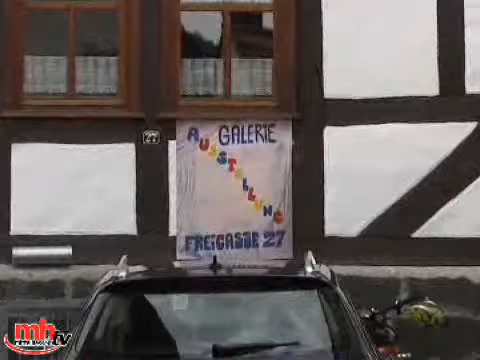 27
GALERIE
AUSSTELLUNG
FREIGASSE 27
mh tv